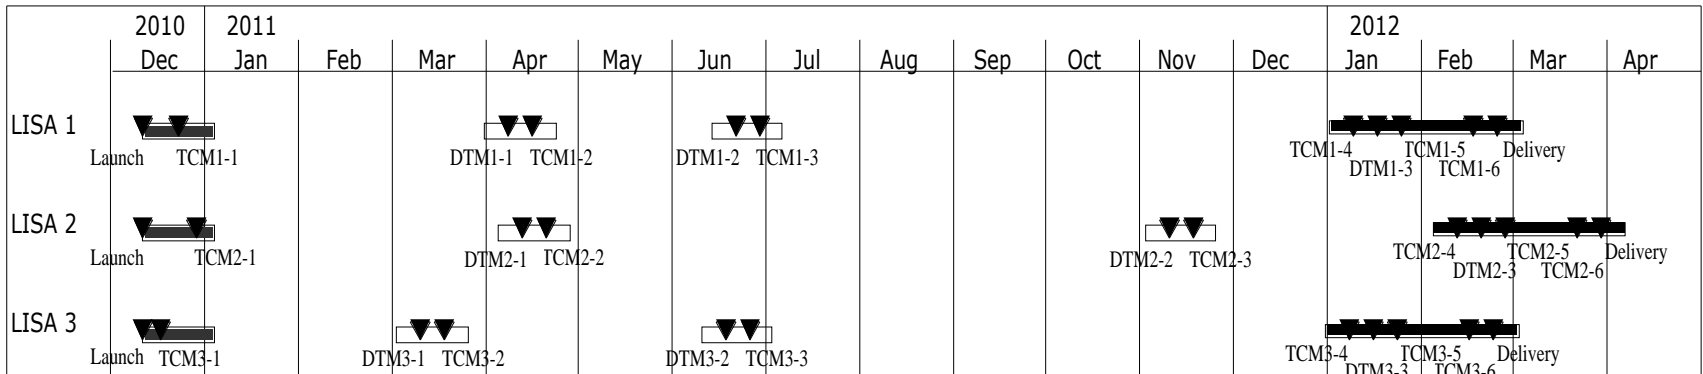 2010 2011 2012
Dec Jan Feb Mar Apr May Jun Jul Aug Sep Oct Nov Dec Jan Feb Mar Apr
LISA 1
Launch TCM1-1 DTM1-1 TCM1-2 DTM1-2 TCM1-3 TCM1-4 TCM1-5 Delivery
DTM1-3 TCM1-6
LISA 2
Launch TCM2-1 DTM2-1 TCM2-2 DTM2-2 TCM2-3 TCM2-4 TCM2-5 Delivery
DTM2-3 TCM2-6
LISA 3
Launch TCM3-1 DTM3-1 TCM3-2 DTM3-2 TCM3-3 TCM3-4 TCM3-5 Delivery
DTM3-3 TCM3-6